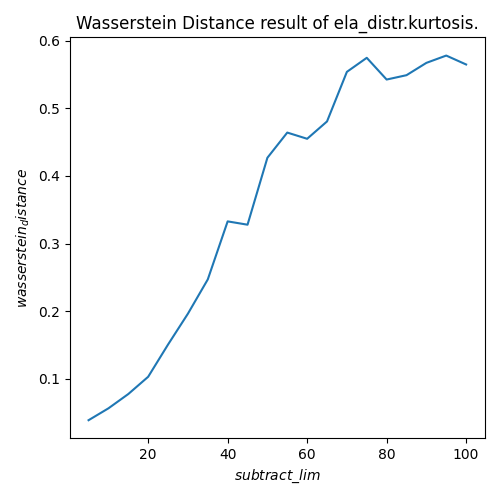 Wasserstein Distance result of ela_distr.kurtosis.
0.6
0.5
0.4
0.3
0.2
0.1
wasserstein_distance
20 40 60 80 100
subtract_lim